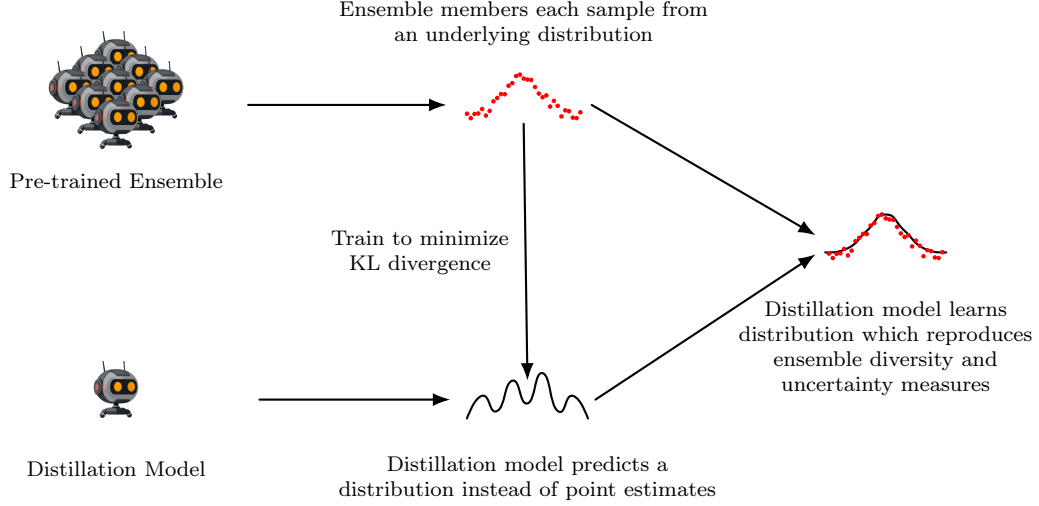 Ensemble members each sample from
an underlying distribution
Pre-trained Ensemble
Train to minimize
KL divergence
Distillation model learns
distribution which reproduces
ensemble diversity and
uncertainty measures
Distillation Model
Distillation model predicts a
distribution instead of point estimates